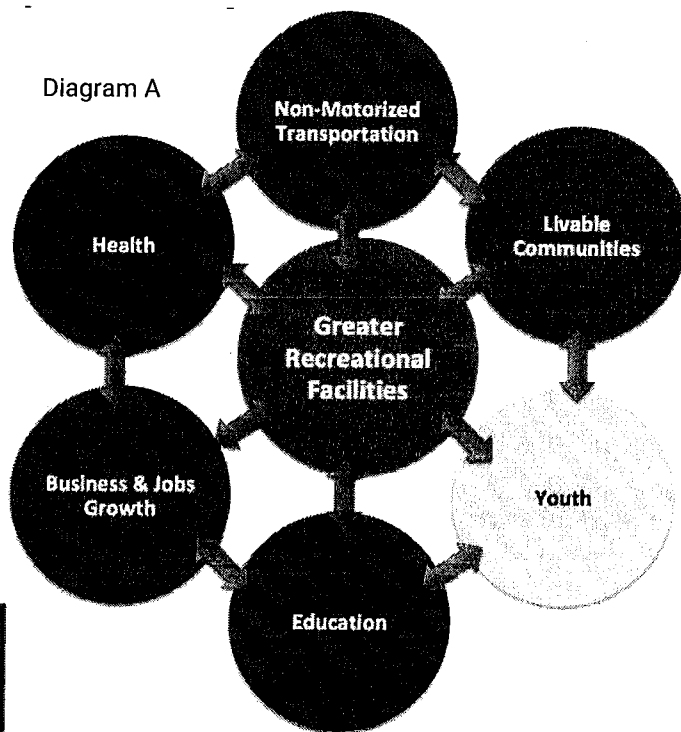 Diagram A
Non-Motorized
Transportation
Health
Livable
Communities
Greater
Recreational
Facilities
Business & Jobs
Growth
Youth
Education